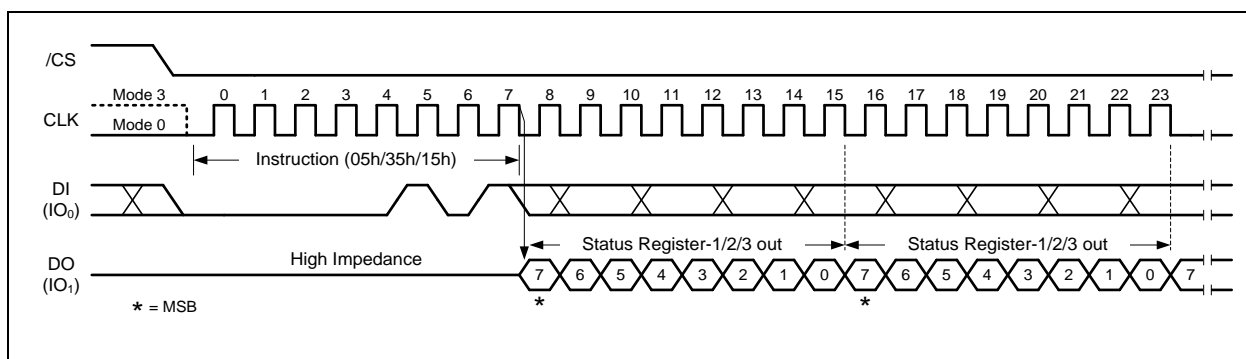 /CS
Mode 3 0 1 2 3 4 5 6 7 8 9 10 11 12 13 14 15 16 17 18 19 20 21 22 23
CLK
Mode 0
Instruction (05h/35h/15h)
DI
(IO₀)
Status Register-1/2/3 out Status Register-1/2/3 out
High Impedance
DO
(IO₁)
7 6 5 4 3 2 1 0 7 6 5 4 3 2 1 0 7
* *
* = MSB